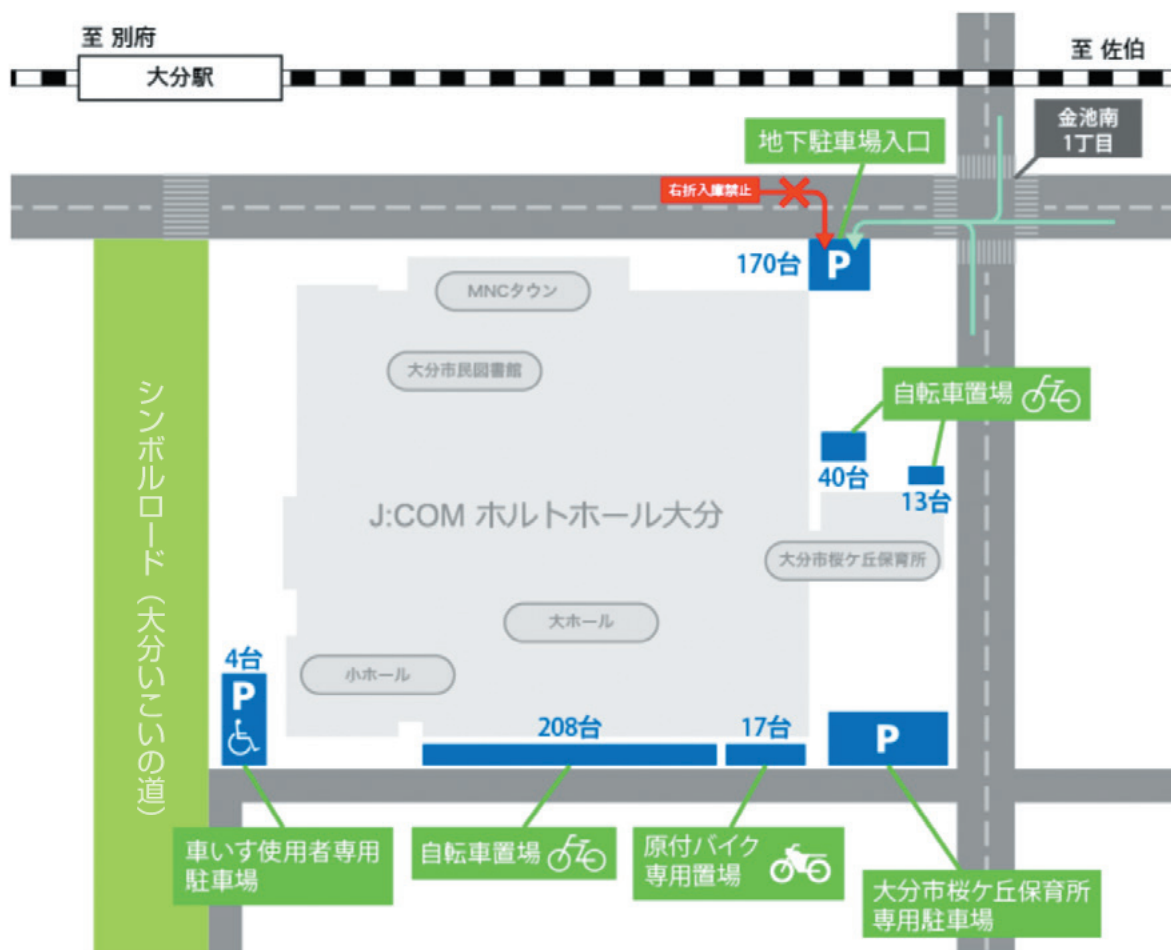 至 別府
大分駅
至 佐伯
金池南
1丁目
地下駐車場入口
右折入庫禁止
170台
P
MNCタウン
大分市民図書館
自転車置場
40台
13台
J:COM ホルトホール大分
大分市桜ケ丘保育所
大ホール
小ホール
シンボルロード（大分いこいの道）
4台
P
208台
17台
P
車いす使用者専用
駐車場
自転車置場
原付バイク
専用置場
大分市桜ケ丘保育所
専用駐車場